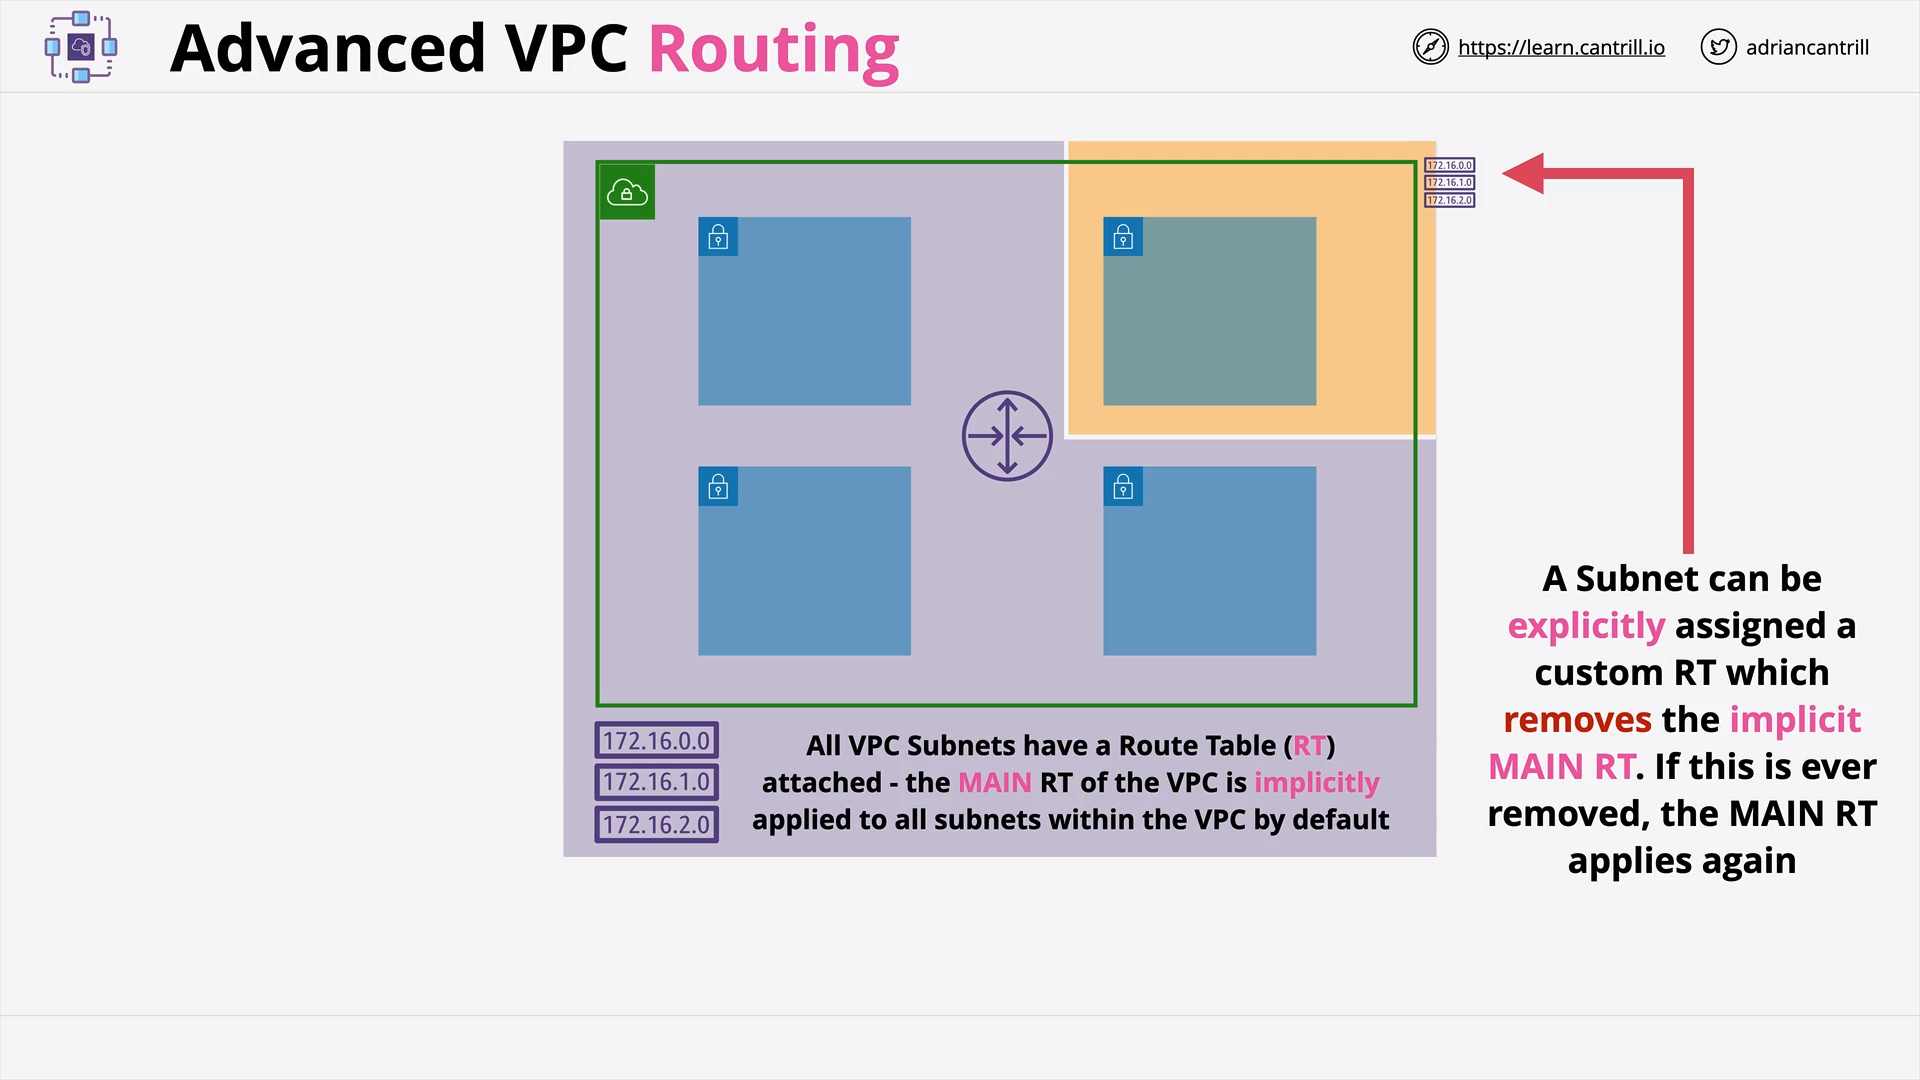 Advanced VPC Routing
https://learn.cantrill.io
adriancantrill
172.16.0.0
172.16.1.0
172.16.2.0
A Subnet can be
explicitly assigned a
custom RT which
removes the implicit
MAIN RT. If this is ever
removed, the MAIN RT
applies again
172.16.0.0
172.16.1.0
172.16.2.0
All VPC Subnets have a Route Table (RT)
attached - the MAIN RT of the VPC is implicitly
applied to all subnets within the VPC by default